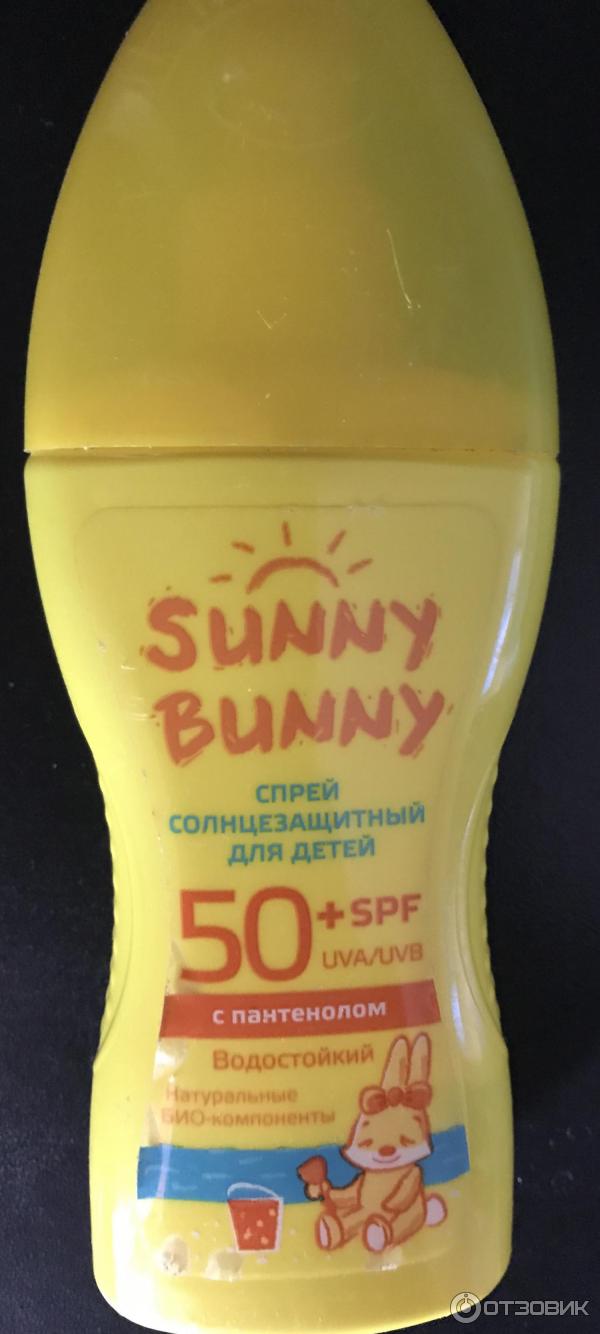 SUNNY
BUNNY
СПРЕЙ
СОЛНЦЕЗАЩИТНЫЙ
ДЛЯ ДЕТЕЙ
50+SPF
UVA/UVB
с пантенолом
Водостойкий
Натуральные
БИО-компоненты
ОТЗОВИК